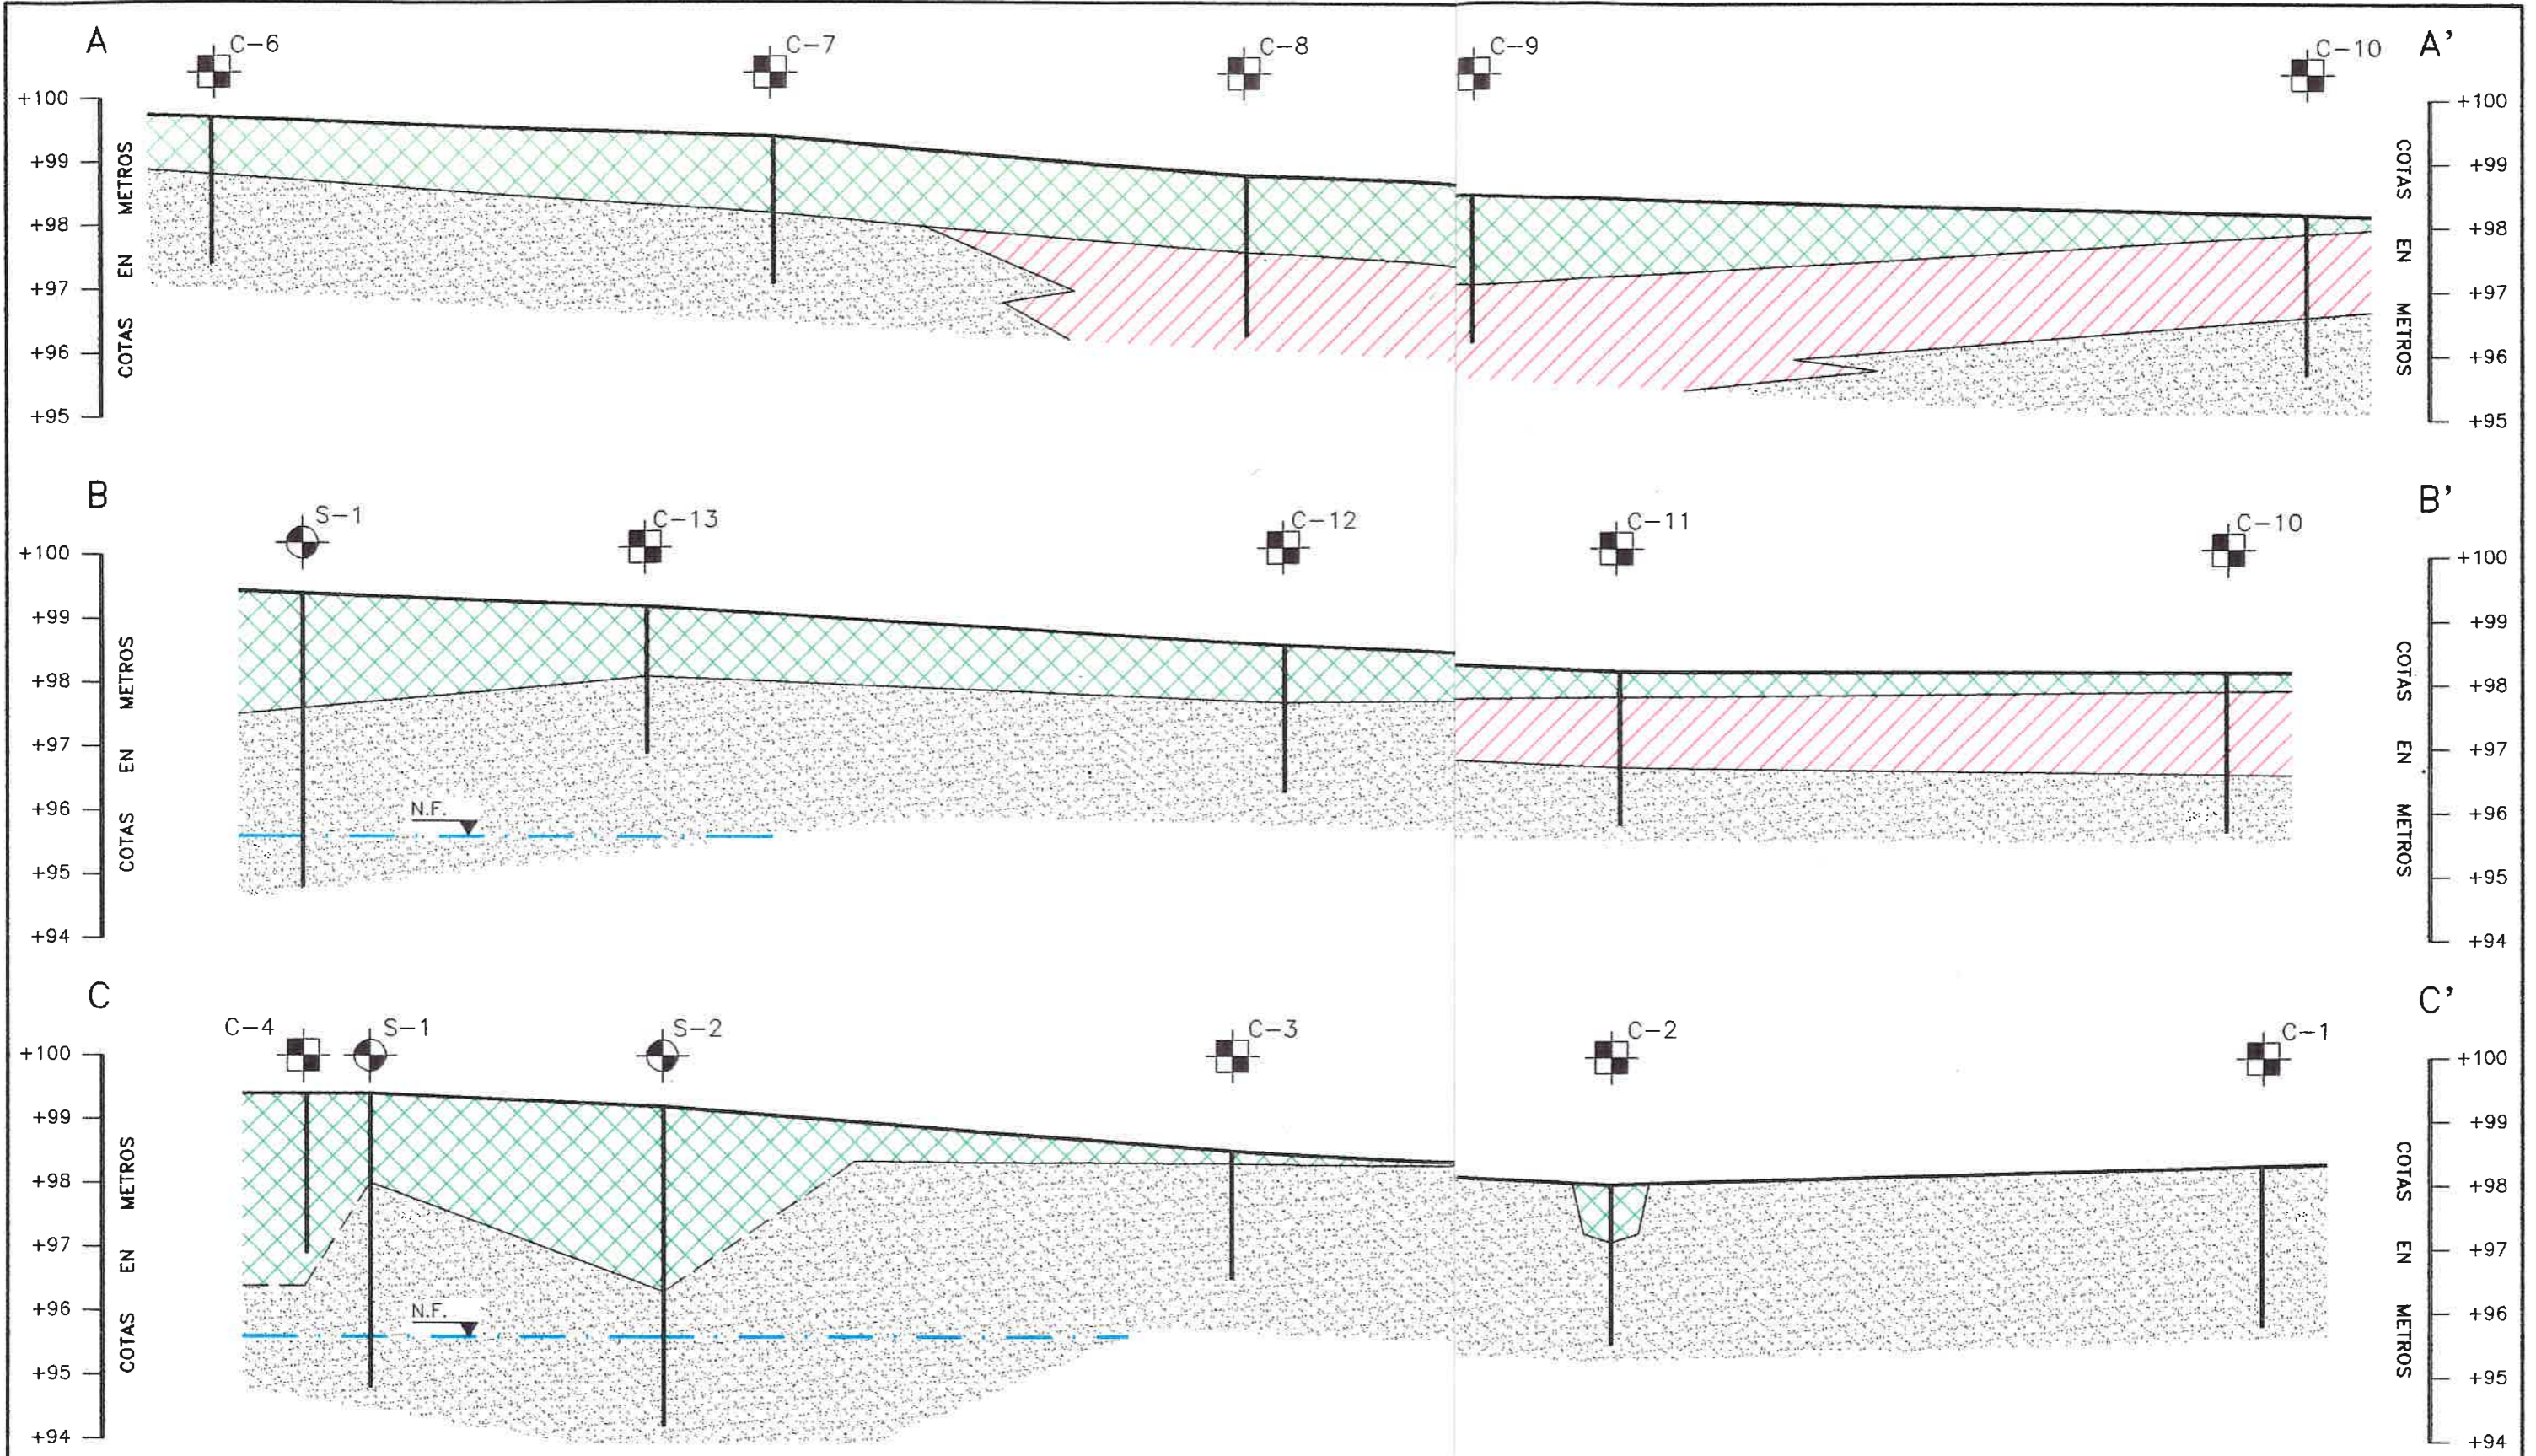 A C-6 C-7 C-8 C-9 C-10 A'
+100 +100
+99 +99
+98 +98
+97 +97
+96 +96
+95 +95
COTAS EN METROS
COTAS EN METROS
B S-1 C-13 C-12 C-11 C-10 B'
+100 +100
+99 +99
+98 +98
+97 +97
+96 +96
+95 +95
+94 +94
COTAS EN METROS
N.F.
COTAS EN METROS
C C-4 S-1 S-2 C-3 C-2 C-1 C'
+100 +100
+99 +99
+98 +98
+97 +97
+96 +96
+95 +95
+94 +94
COTAS EN METROS
N.F.
COTAS EN METROS